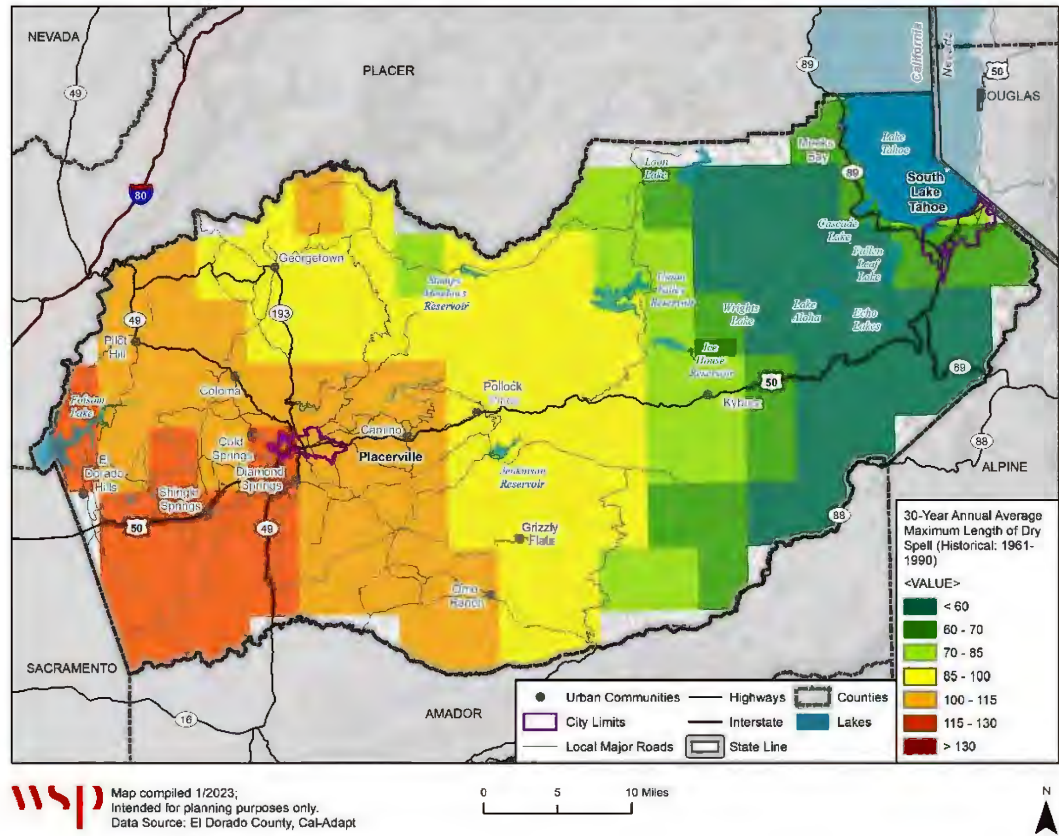 NEVADA
PLACER
89
California
Nevada
50
DOUGLAS
49
80
Meeks
Bay
Lake
Tahoe
Loon
Lake
89
South
Lake
Tahoe
Cascade
Lake
Fallen
Leaf
Lake
Georgetown
Stumpy
Meadows
Reservoir
Union
Valley
Reservoir
Wrights
Lake
Lake
Aloha
Echo
Lakes
193
49
Pilot
Hill
Ice
House
Reservoir
50
89
Coloma
Pollock
Kyburz
Folsom
Lake
Camino
Cold
Springs
Placerville
88
El
Dorado
Hills
Diamond
Springs
Jenkinson
Reservoir
ALPINE
Shingle
Springs
50
49
88
Grizzly
Flats
Omo
Ranch
SACRAMENTO
AMADOR
16
30-Year Annual Average
Maximum Length of Dry
Spell (Historical: 1961-
1990)
<VALUE>
< 60
60 - 70
70 - 85
85 - 100
100 - 115
115 - 130
> 130
Urban Communities
Highways
Counties
City Limits
Interstate
Lakes
Local Major Roads
State Line
wsp
Map compiled 1/2023;
Intended for planning purposes only.
Data Source: El Dorado County, Cal-Adapt
0 5 10 Miles
N